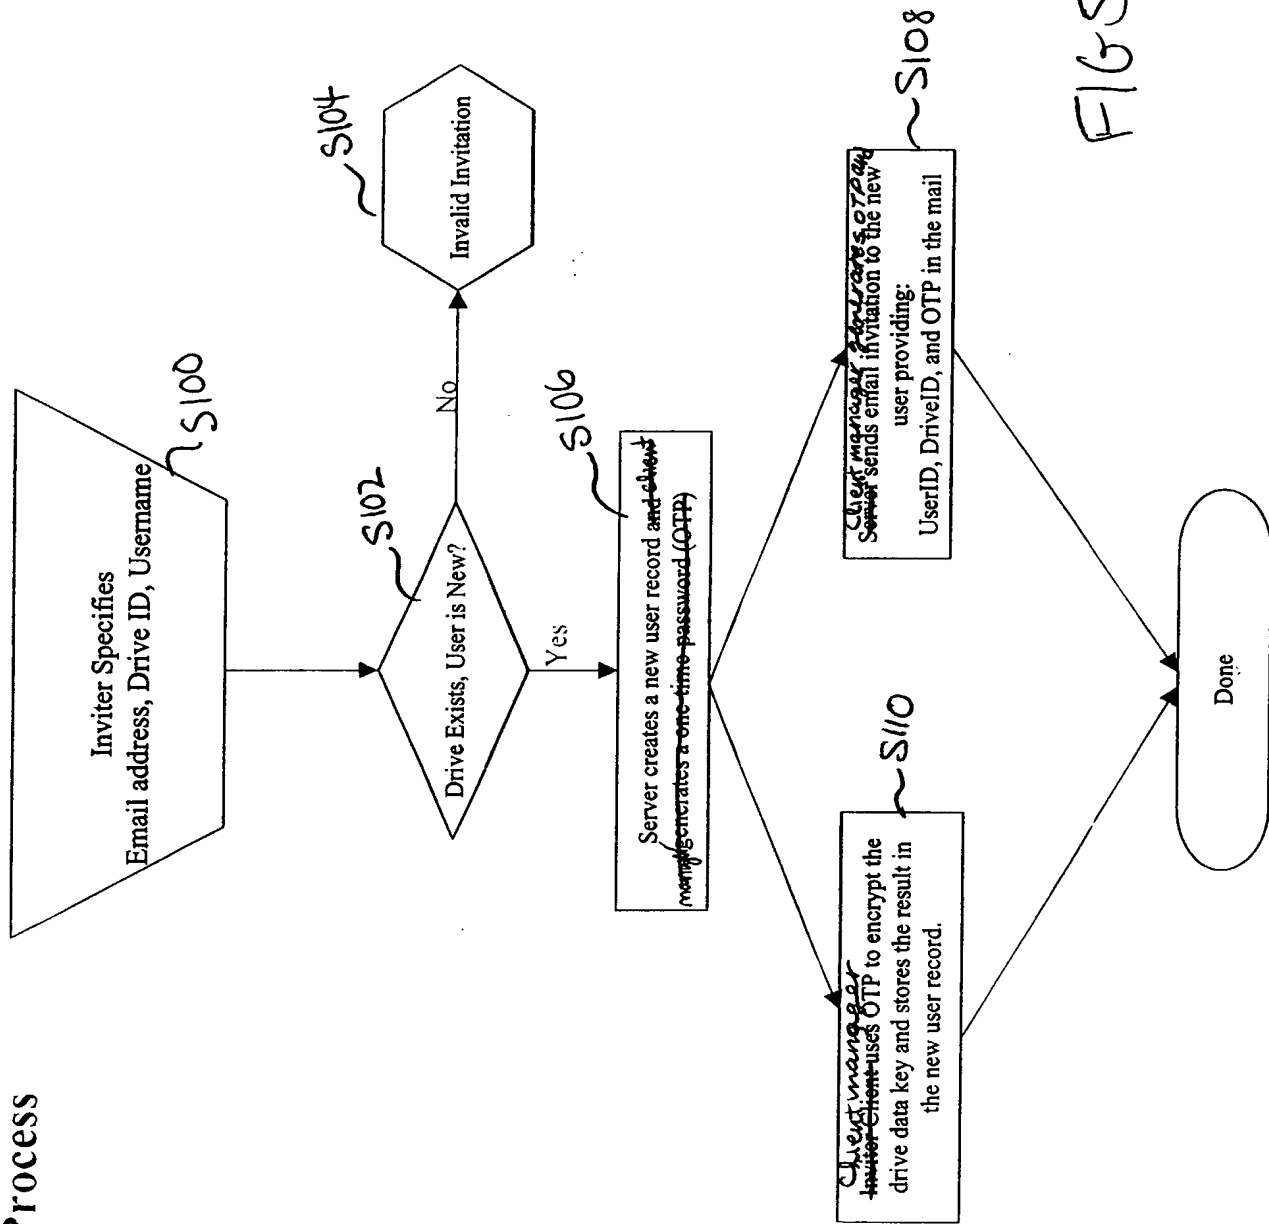 Process
Inviter Specifies
Email address, Drive ID, Username
S100
Drive Exists, User is New?
S102
No
Invalid Invitation
S104
Yes
Server creates a new user record and client
generates a one-time password (OTP)
S106
Client manager
Inviter Client uses OTP to encrypt the
drive data key and stores the result in
the new user record.
S110
Client manager generates OTP and
Server sends email invitation to the new
user providing:
UserID, DriveID, and OTP in the mail
S108
Done
FIG 5